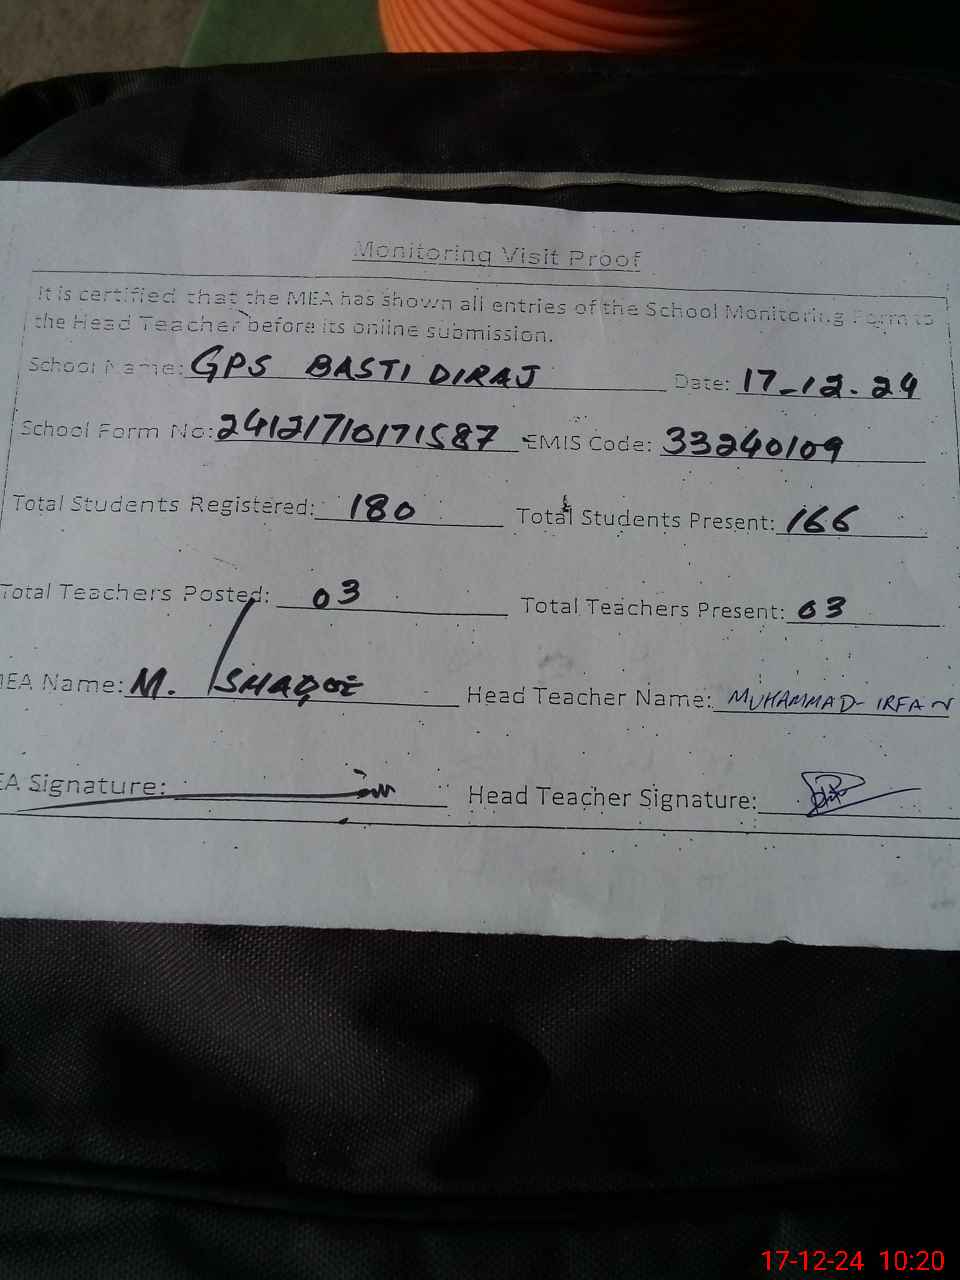 Monitoring Visit Proof
It is certified that the MEA has shown all entries of the School Monitoring Form to
the Head Teacher before its online submission.
School Name: GPS BASTI DIRAJ Date: 17-12-24
School Form No: 24121710171587 EMIS Code: 33240109
Total Students Registered: 180 Total Students Present: 166
Total Teachers Posted: 03 Total Teachers Present: 03
MEA Name: M. Head Teacher Name: MUHAMMAD-IRFAN
EA Signature: Head Teacher Signature:
17-12-24 10:20